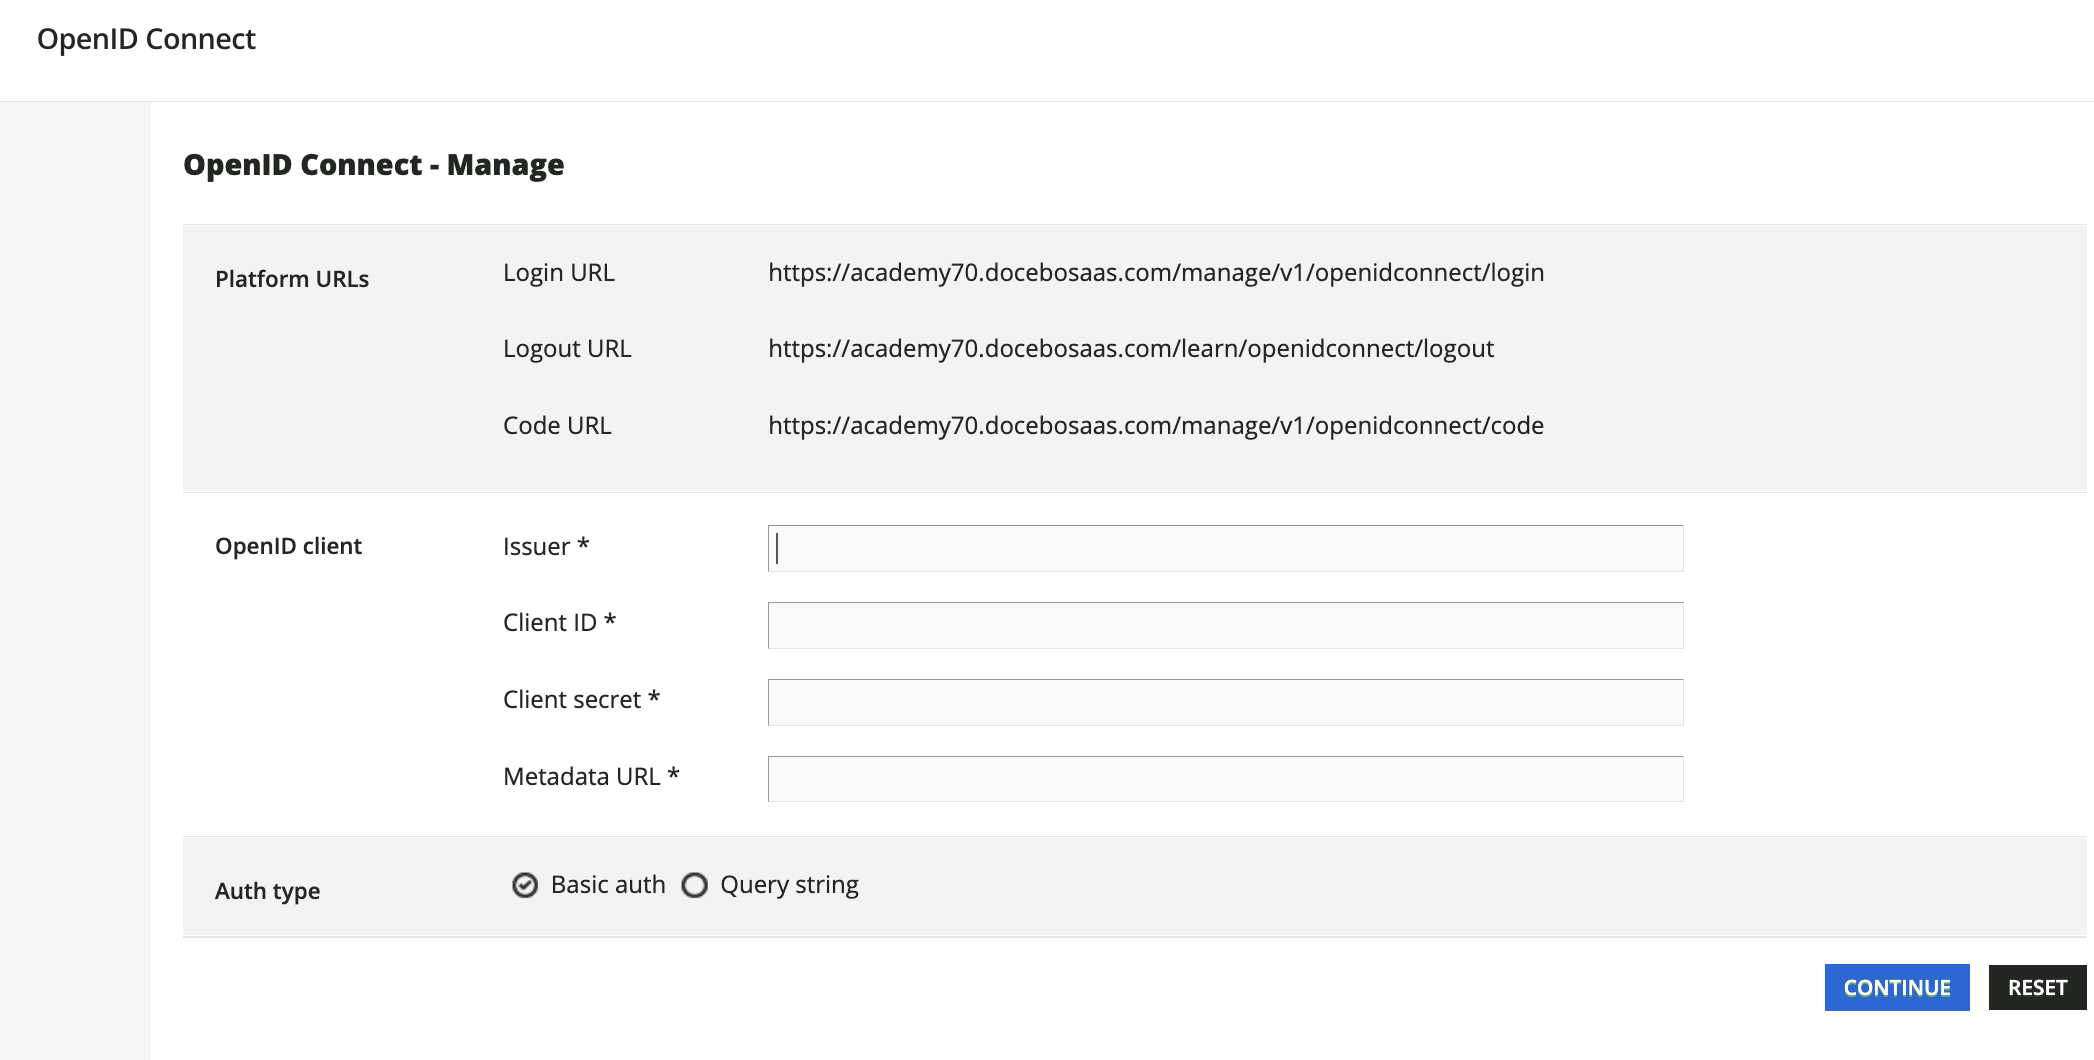 OpenID Connect
OpenID Connect - Manage
Platform URLs
Login URL https://academy70.docebosaas.com/manage/v1/openidconnect/login
Logout URL https://academy70.docebosaas.com/learn/openidconnect/logout
Code URL https://academy70.docebosaas.com/manage/v1/openidconnect/code
OpenID client
Issuer *
Client ID *
Client secret *
Metadata URL *
Auth type
Basic auth Query string
CONTINUE RESET